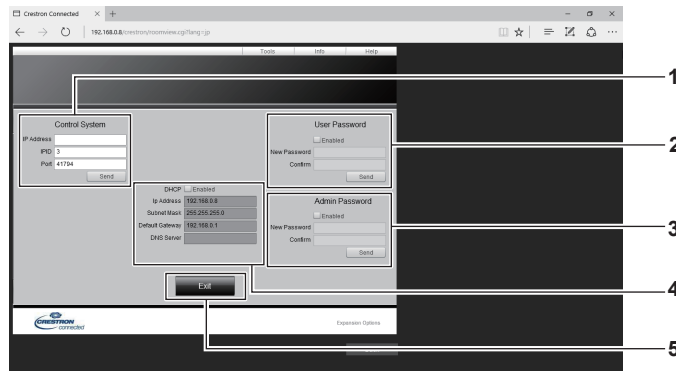 Crestron Connected
192.168.0.8/crestron/roomview.cgi?lang=jp
Tools Info Help
Control System
IP Address
IPID 3
Port 41794
Send
User Password
Enabled
New Password
Confirm
Send
DHCP Enabled
Ip Address 192.168.0.8
Subnet Mask 255.255.255.0
Default Gateway 192.168.0.1
DNS Server
Admin Password
Enabled
New Password
Confirm
Send
Exit
CRESTRON
connected
Expansion Options
1
2
3
4
5